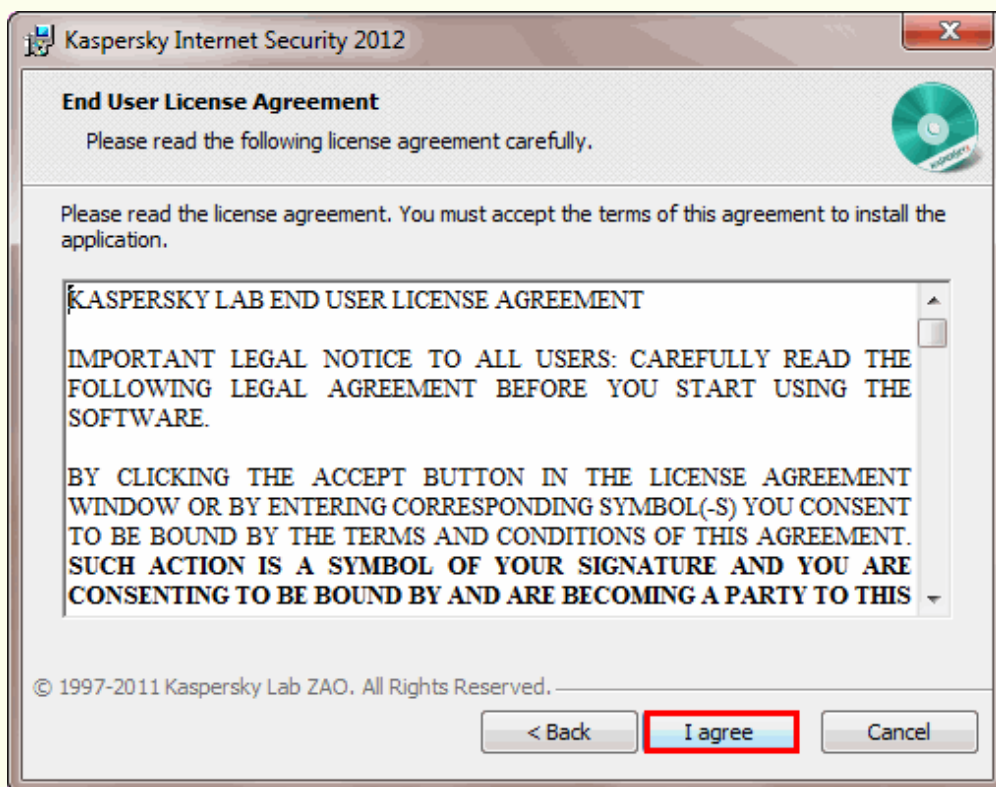 Kaspersky Internet Security 2012
End User License Agreement
Please read the following license agreement carefully.
Please read the license agreement. You must accept the terms of this agreement to install the
application.
KASPERSKY LAB END USER LICENSE AGREEMENT
IMPORTANT LEGAL NOTICE TO ALL USERS: CAREFULLY READ THE
FOLLOWING LEGAL AGREEMENT BEFORE YOU START USING THE
SOFTWARE.
BY CLICKING THE ACCEPT BUTTON IN THE LICENSE AGREEMENT
WINDOW OR BY ENTERING CORRESPONDING SYMBOL(-S) YOU CONSENT
TO BE BOUND BY THE TERMS AND CONDITIONS OF THIS AGREEMENT.
SUCH ACTION IS A SYMBOL OF YOUR SIGNATURE AND YOU ARE
CONSENTING TO BE BOUND BY AND ARE BECOMING A PARTY TO THIS
© 1997-2011 Kaspersky Lab ZAO. All Rights Reserved.
< Back
I agree
Cancel